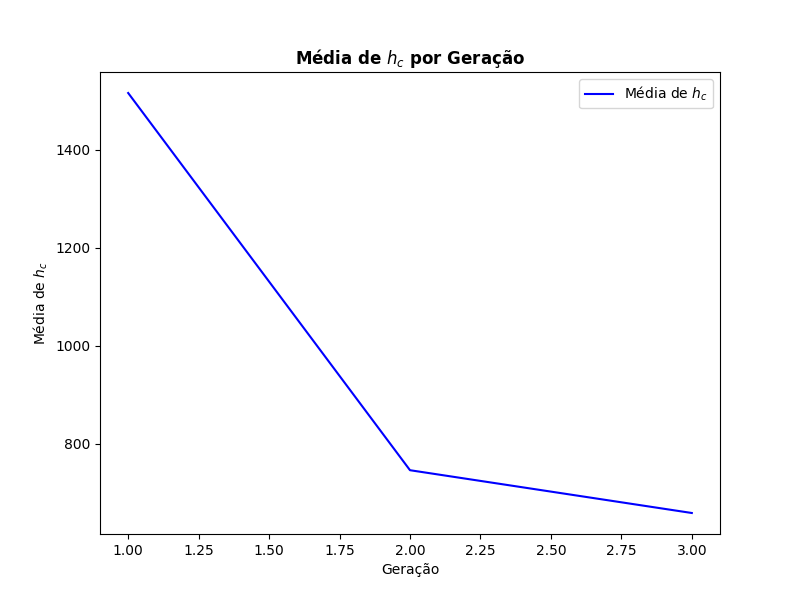 Média de h_c por Geração
Média de h_c
1400
1200
1000
800
Média de h_c
1.00 1.25 1.50 1.75 2.00 2.25 2.50 2.75 3.00
Geração